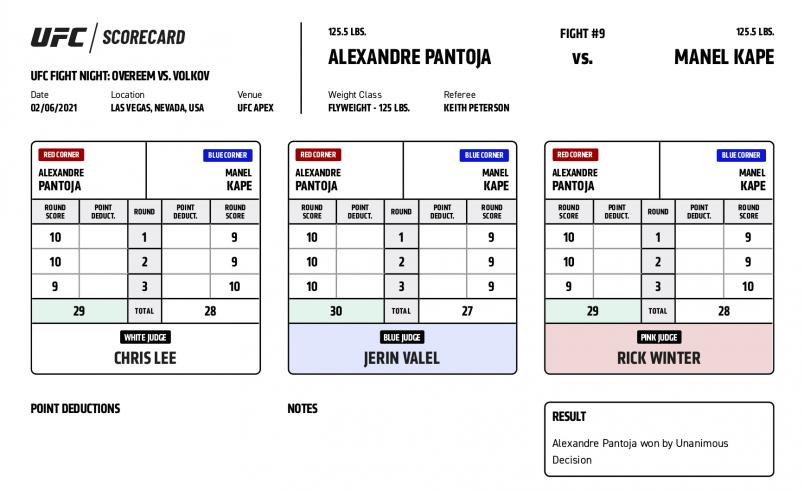 UFC / SCORECARD
UFC FIGHT NIGHT: OVEREEM VS. VOLKOV
Date Location Venue
02/06/2021 LAS VEGAS, NEVADA, USA UFC APEX
125.5 LBS. FIGHT #9 125.5 LBS.
ALEXANDRE PANTOJA VS. MANEL KAPE
Weight Class Referee
FLYWEIGHT - 125 LBS. KEITH PETERSON
RED CORNER BLUE CORNER
ALEXANDRE MANEL
PANTOJA KAPE
ROUND POINT ROUND POINT ROUND
SCORE DEDUCT. DEDUCT. SCORE
10 1 9
10 2 9
9 3 10
29 TOTAL 28
WHITE JUDGE
CHRIS LEE
RED CORNER BLUE CORNER
ALEXANDRE MANEL
PANTOJA KAPE
ROUND POINT ROUND POINT ROUND
SCORE DEDUCT. DEDUCT. SCORE
10 1 9
10 2 9
10 3 9
30 TOTAL 27
BLUE JUDGE
JERIN VALEL
RED CORNER BLUE CORNER
ALEXANDRE MANEL
PANTOJA KAPE
ROUND POINT ROUND POINT ROUND
SCORE DEDUCT. DEDUCT. SCORE
10 1 9
10 2 9
9 3 10
29 TOTAL 28
PINK JUDGE
RICK WINTER
POINT DEDUCTIONS
NOTES
RESULT
Alexandre Pantoja won by Unanimous
Decision